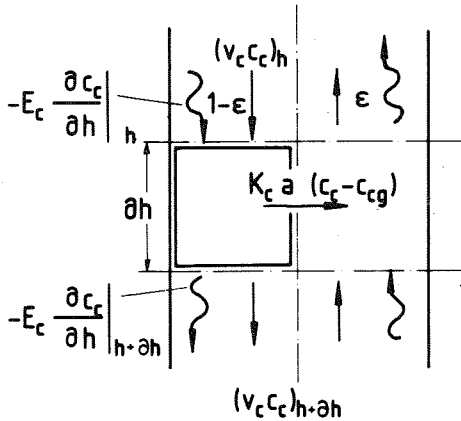 (v_c c_c)_h
-E_c ∂c_c/∂h |_h
1-ε
ε
K_c a (c_c-c_cg)
∂h
-E_c ∂c_c/∂h |_h+∂h
(v_c c_c)_h+∂h